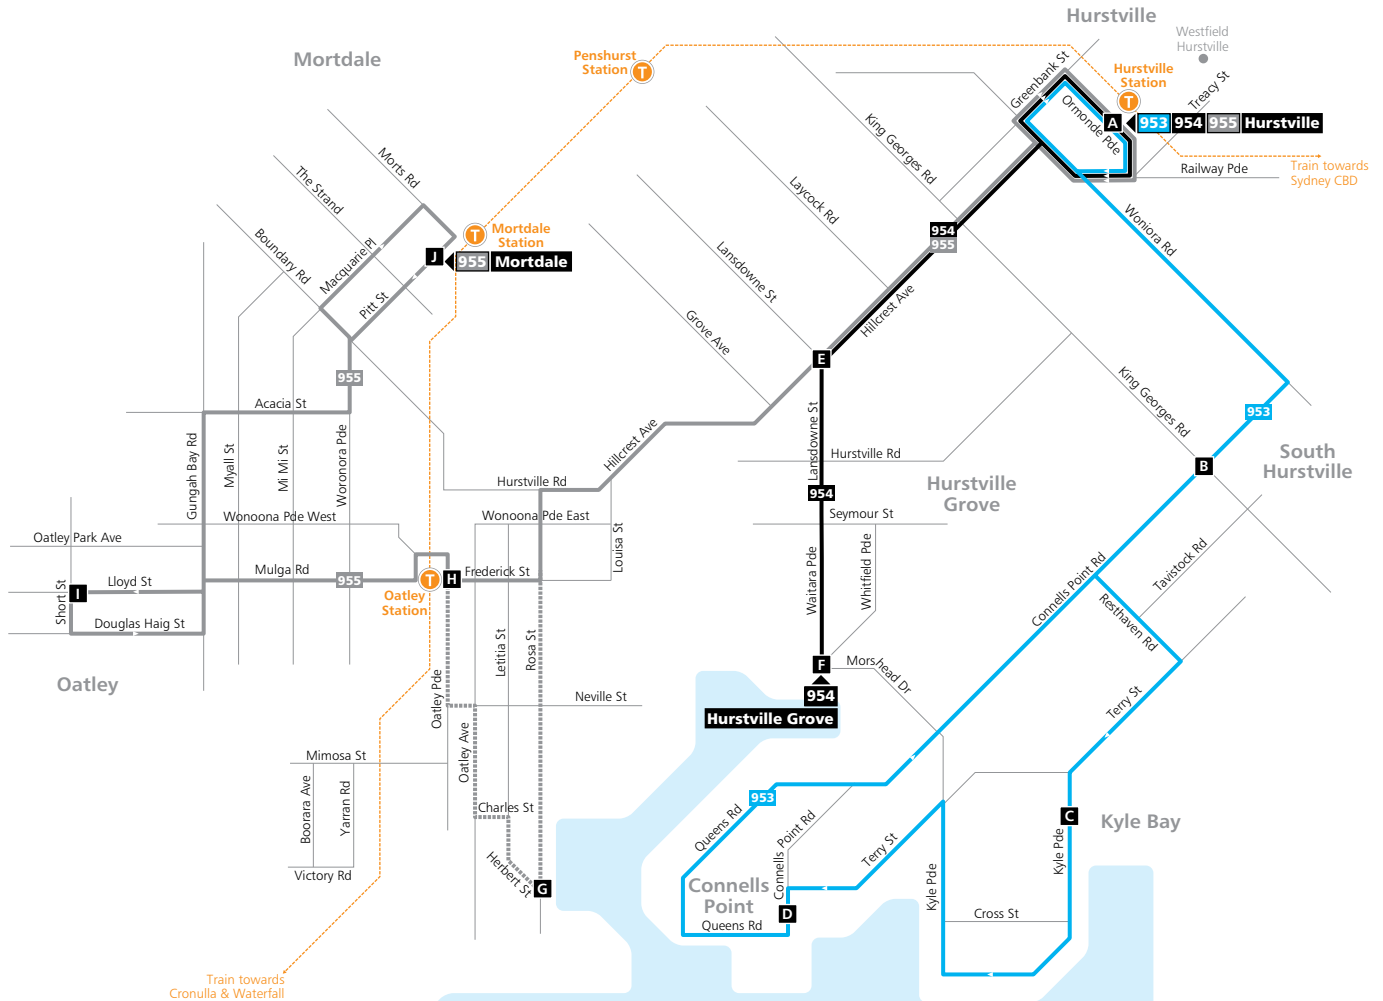 Hurstville
Westfield
Hurstville
Mortdale
Penshurst
Station
T
Hurstville
Station
T
Greenbank St
Treacy St
Ormonde Pde
A
953 954 955 Hurstville
King Georges Rd
Train towards
Sydney CBD
Railway Pde
Morts Rd
The Strand
Laycock Rd
Woniora Rd
T
Mortdale
Station
954
955
Boundary Rd
Macquarie Pl
J
955 Mortdale
Lansdowne St
Pitt St
Hillcrest Ave
Grove Ave
E
955
King Georges Rd
Acacia St
953
Gungah Bay Rd
Myall St
Mi Mi St
Woronora Pde
Hillcrest Ave
Lansdowne St
Hurstville Rd
B
South
Hurstville
Hurstville Rd
954
Hurstville
Grove
Wonoona Pde West
Wonoona Pde East
Seymour St
Oatley Park Ave
Louisa St
Waitara Pde
Whitfield Pde
Tavistock Rd
Connells Point Rd
Mulga Rd
955
T
H
Frederick St
Lloyd St
Short St
I
Oatley
Station
Resthaven Rd
Douglas Haig St
Letitia St
Rosa St
F
Morshead Dr
Oatley
Oatley Pde
Neville St
954
Hurstville Grove
Terry St
Oatley Ave
Mimosa St
953
Boorara Ave
Yarran Rd
Charles St
Queens Rd
Connells Point Rd
Terry St
C
Kyle Bay
Kyle Pde
Victory Rd
Herbert St
G
Connells
Point
Kyle Pde
D
Cross St
Queens Rd
Train towards
Cronulla & Waterfall